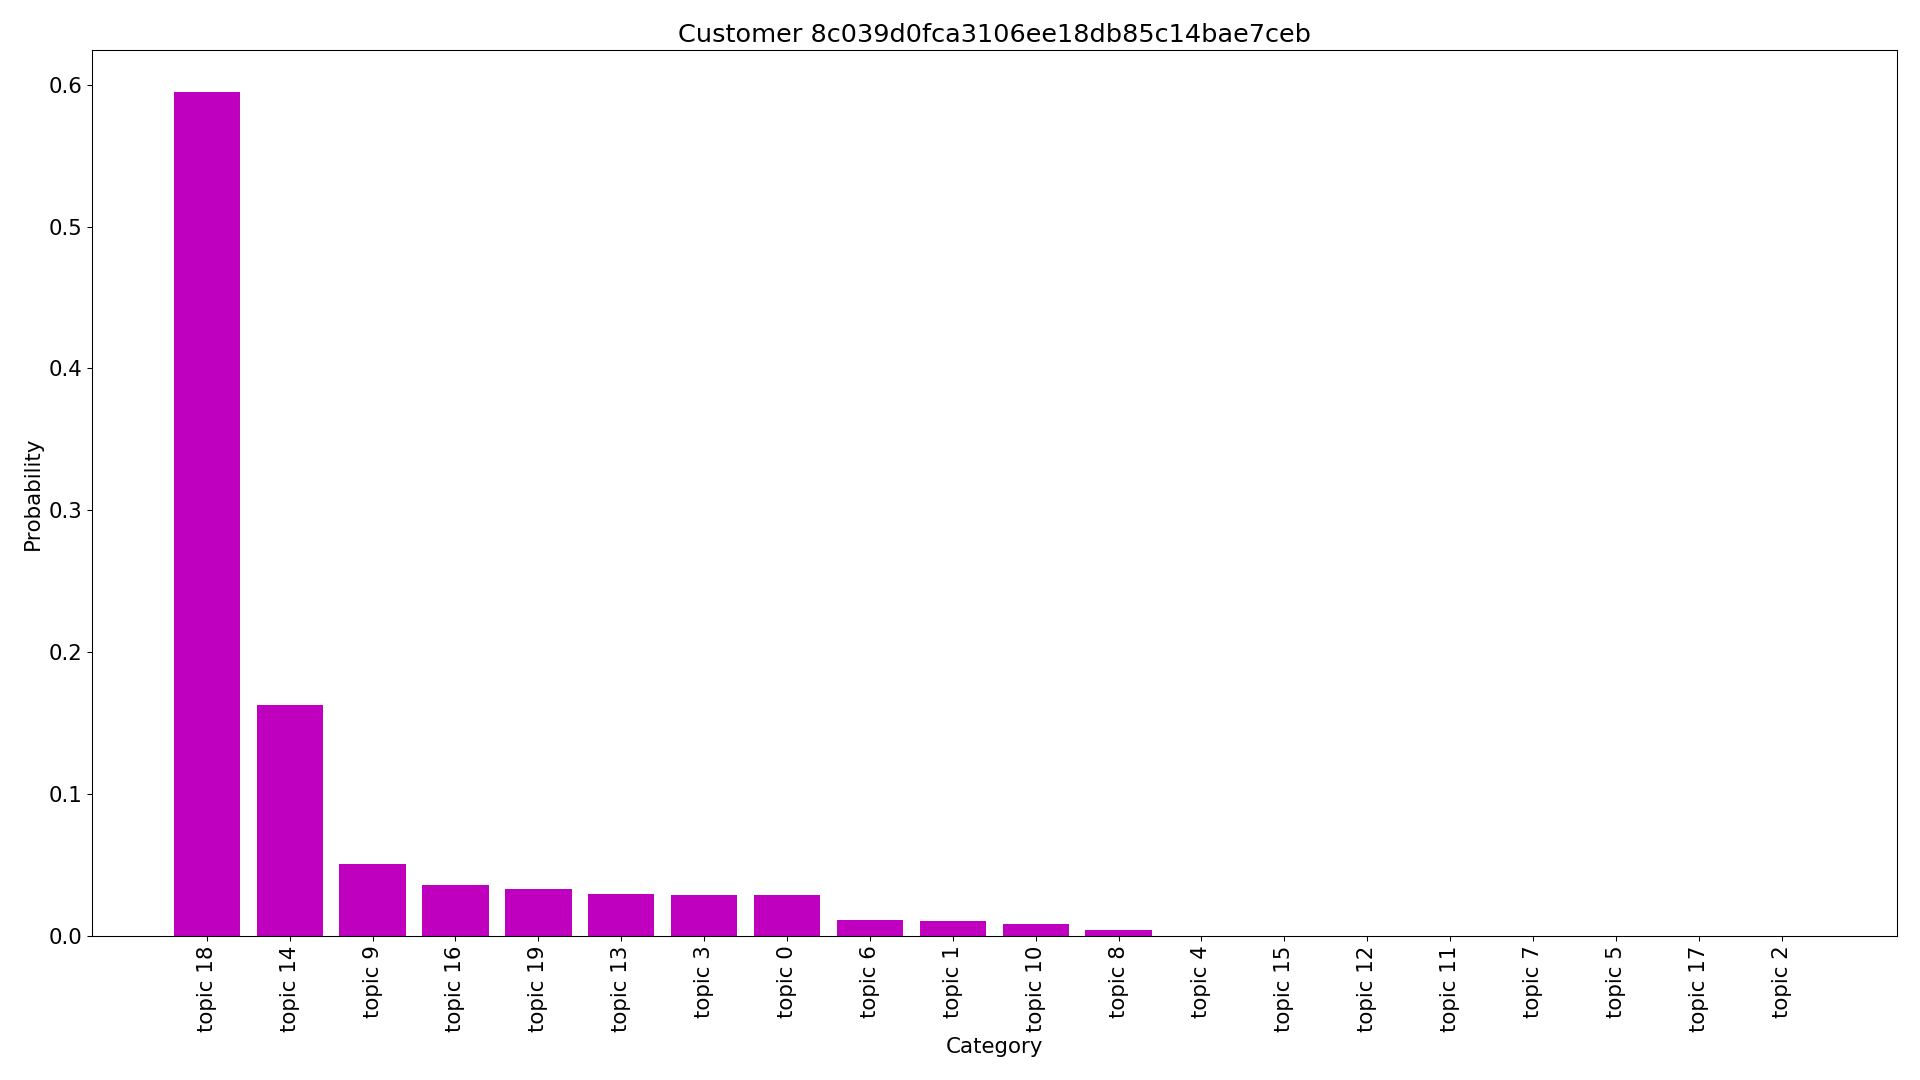 Customer 8c039d0fca3106ee18db85c14bae7ceb
Probability
0.6
0.5
0.4
0.3
0.2
0.1
0.0
topic 18
topic 14
topic 9
topic 16
topic 19
topic 13
topic 3
topic 0
topic 6
topic 1
topic 10
topic 8
topic 4
topic 15
topic 12
topic 11
topic 7
topic 5
topic 17
topic 2
Category